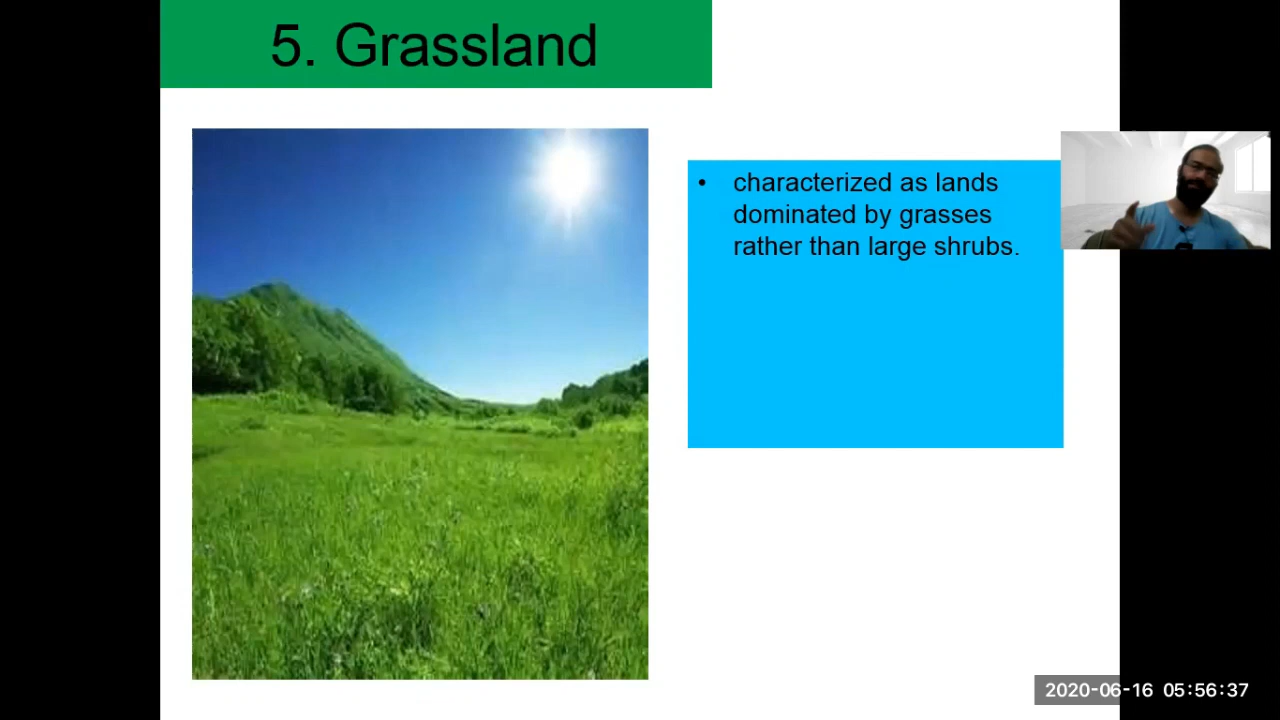 5. Grassland
• characterized as lands
dominated by grasses
rather than large shrubs.
2020-06-16 05:56:37